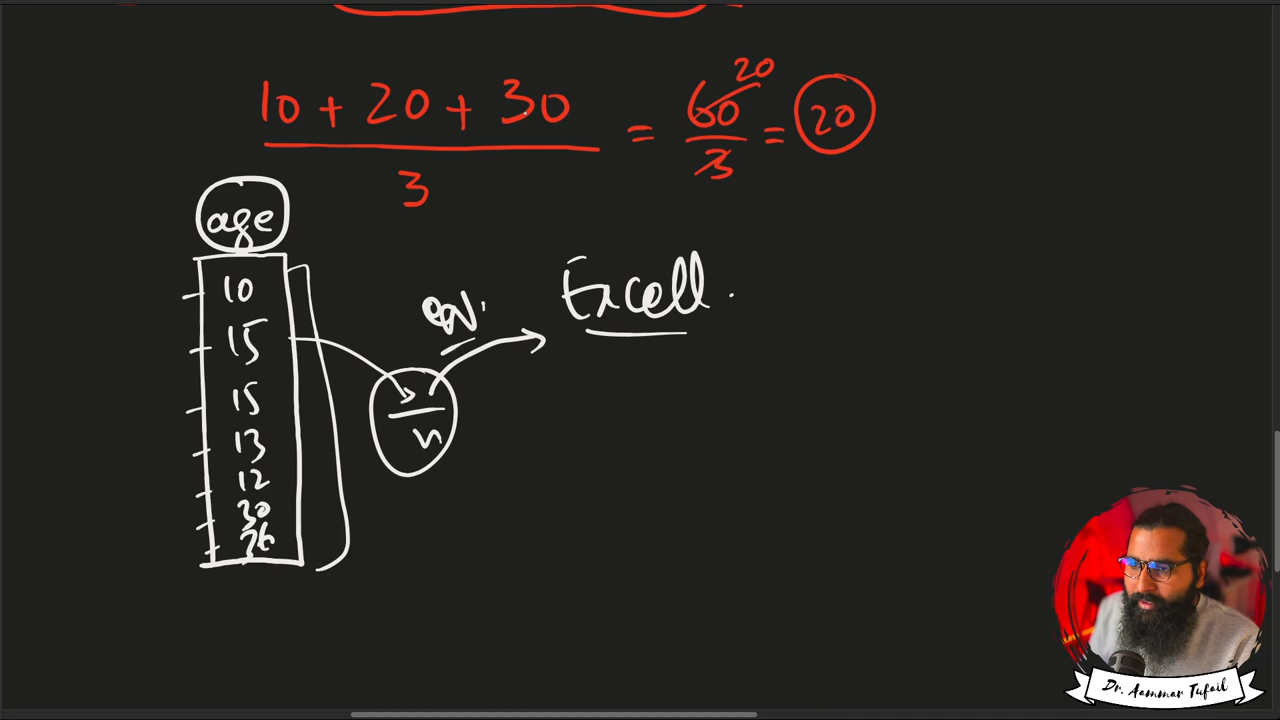 10 + 20 + 30 / 3 = 60 20 / 3 = 20
age
10
15
15
13
12
30
Excell.
n
Dr. Aammar Tufail